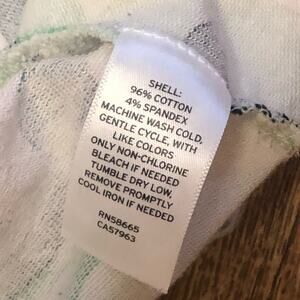 SHELL:
96% COTTON
4% SPANDEX
MACHINE WASH COLD,
GENTLE CYCLE, WITH
LIKE COLORS
ONLY NON-CHLORINE
BLEACH IF NEEDED
TUMBLE DRY LOW,
REMOVE PROMPTLY
COOL IRON IF NEEDED
RN58665
CA57963